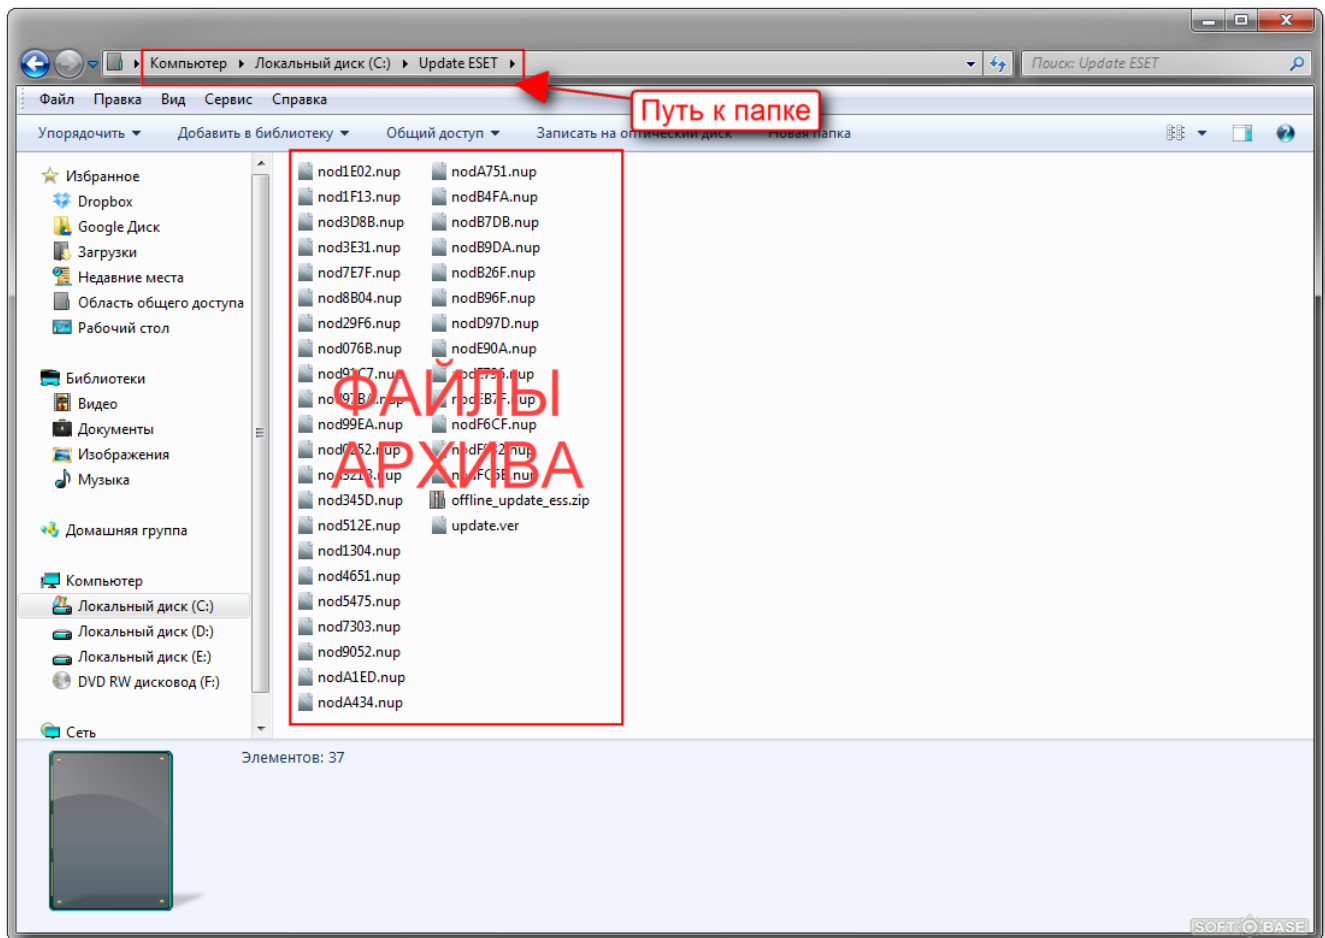 Компьютер Локальный диск (C:) Update ESET
Поиск: Update ESET
Путь к папке
Файл Правка Вид Сервис Справка
Упорядочить Добавить в библиотеку Общий доступ Записать на оптический диск Новая папка
Избранное
Dropbox
Google Диск
Загрузки
Недавние места
Область общего доступа
Рабочий стол
Библиотеки
Видео
Документы
Изображения
Музыка
Домашняя группа
Компьютер
Локальный диск (C:)
Локальный диск (D:)
Локальный диск (E:)
DVD RW дисковод (F:)
Сеть
nod1E02.nup
nod1F13.nup
nod3D8B.nup
nod3E31.nup
nod7E7F.nup
nod8B04.nup
nod29F6.nup
nod076B.nup
nod99EA.nup
nod345D.nup
nod512E.nup
nod1304.nup
nod4651.nup
nod5475.nup
nod7303.nup
nod9052.nup
nodA1ED.nup
nodA434.nup
nodA751.nup
nodB4FA.nup
nodB7DB.nup
nodB9DA.nup
nodB26F.nup
nodB96F.nup
nodD97D.nup
nodE90A.nup
nodF6CF.nup
offline_update_ess.zip
update.ver
ФАЙЛЫ
АРХИВА
Элементов: 37
SOFT BASE